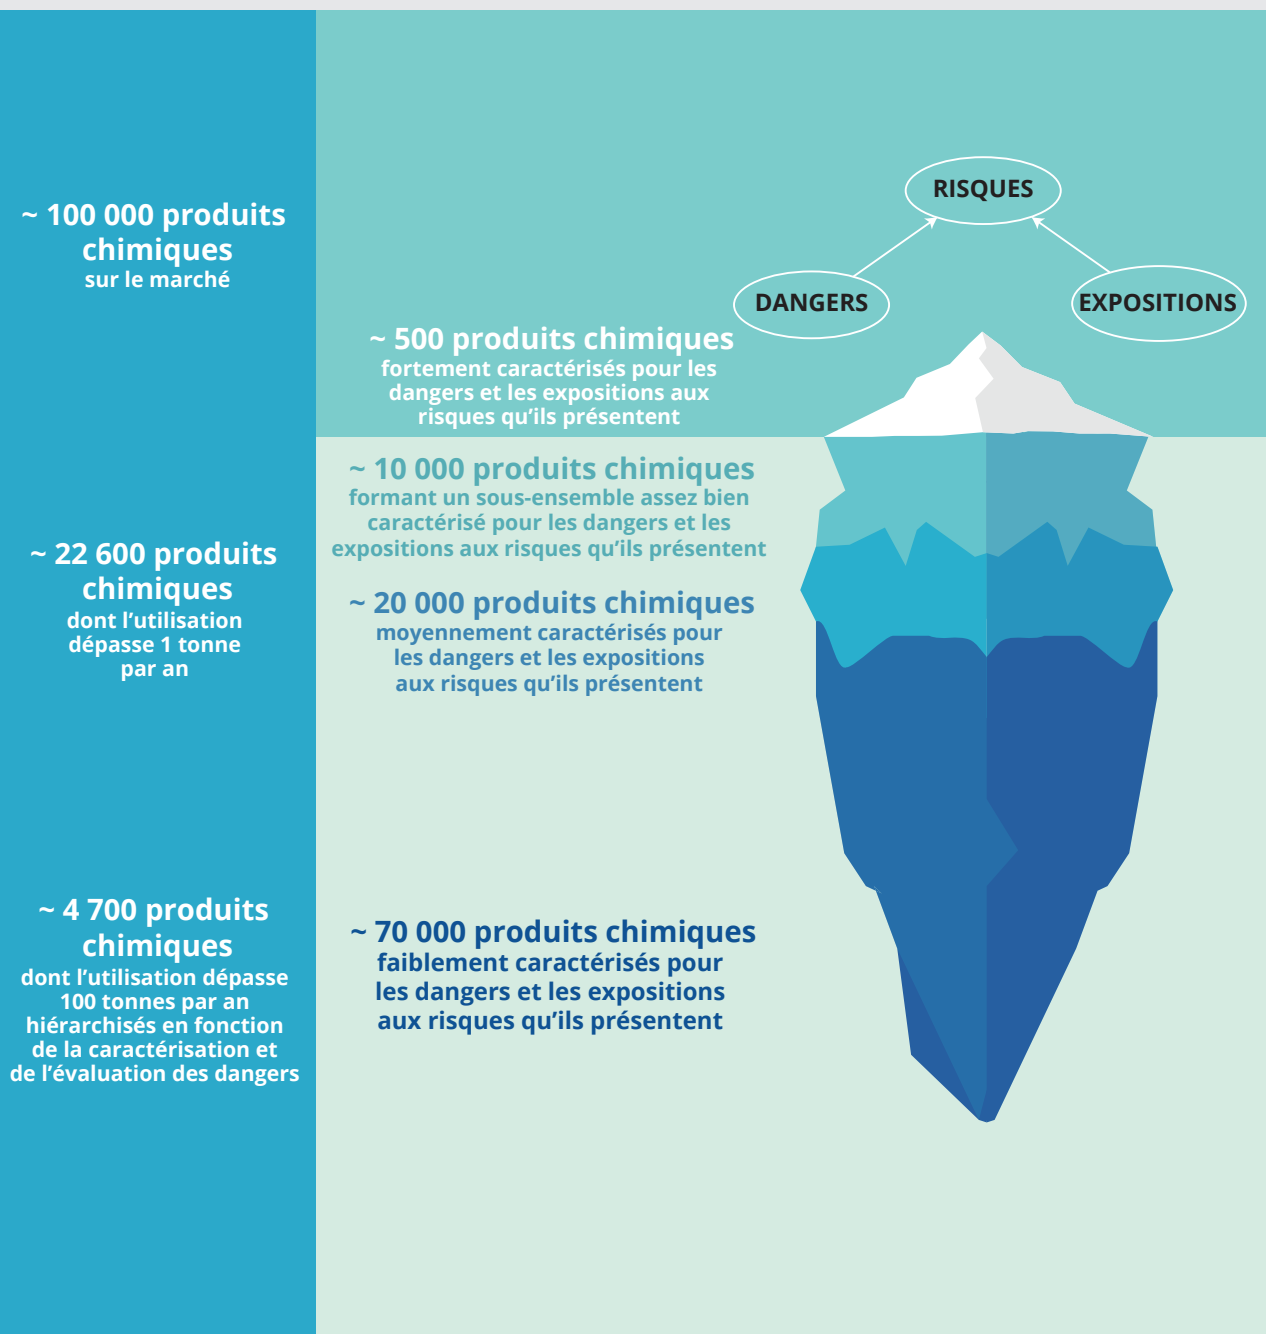 ~ 100 000 produits
chimiques
sur le marché
~ 22 600 produits
chimiques
dont l’utilisation
dépasse 1 tonne
par an
~ 4 700 produits
chimiques
dont l’utilisation dépasse
100 tonnes par an
hiérarchisés en fonction
de la caractérisation et
de l’évaluation des dangers
RISQUES
DANGERS
EXPOSITIONS
~ 500 produits chimiques
fortement caractérisés pour les
dangers et les expositions aux
risques qu’ils présentent
~ 10 000 produits chimiques
formant un sous-ensemble assez bien
caractérisé pour les dangers et les
expositions aux risques qu’ils présentent
~ 20 000 produits chimiques
moyennement caractérisés pour
les dangers et les expositions
aux risques qu’ils présentent
~ 70 000 produits chimiques
faiblement caractérisés pour
les dangers et les expositions
aux risques qu’ils présentent